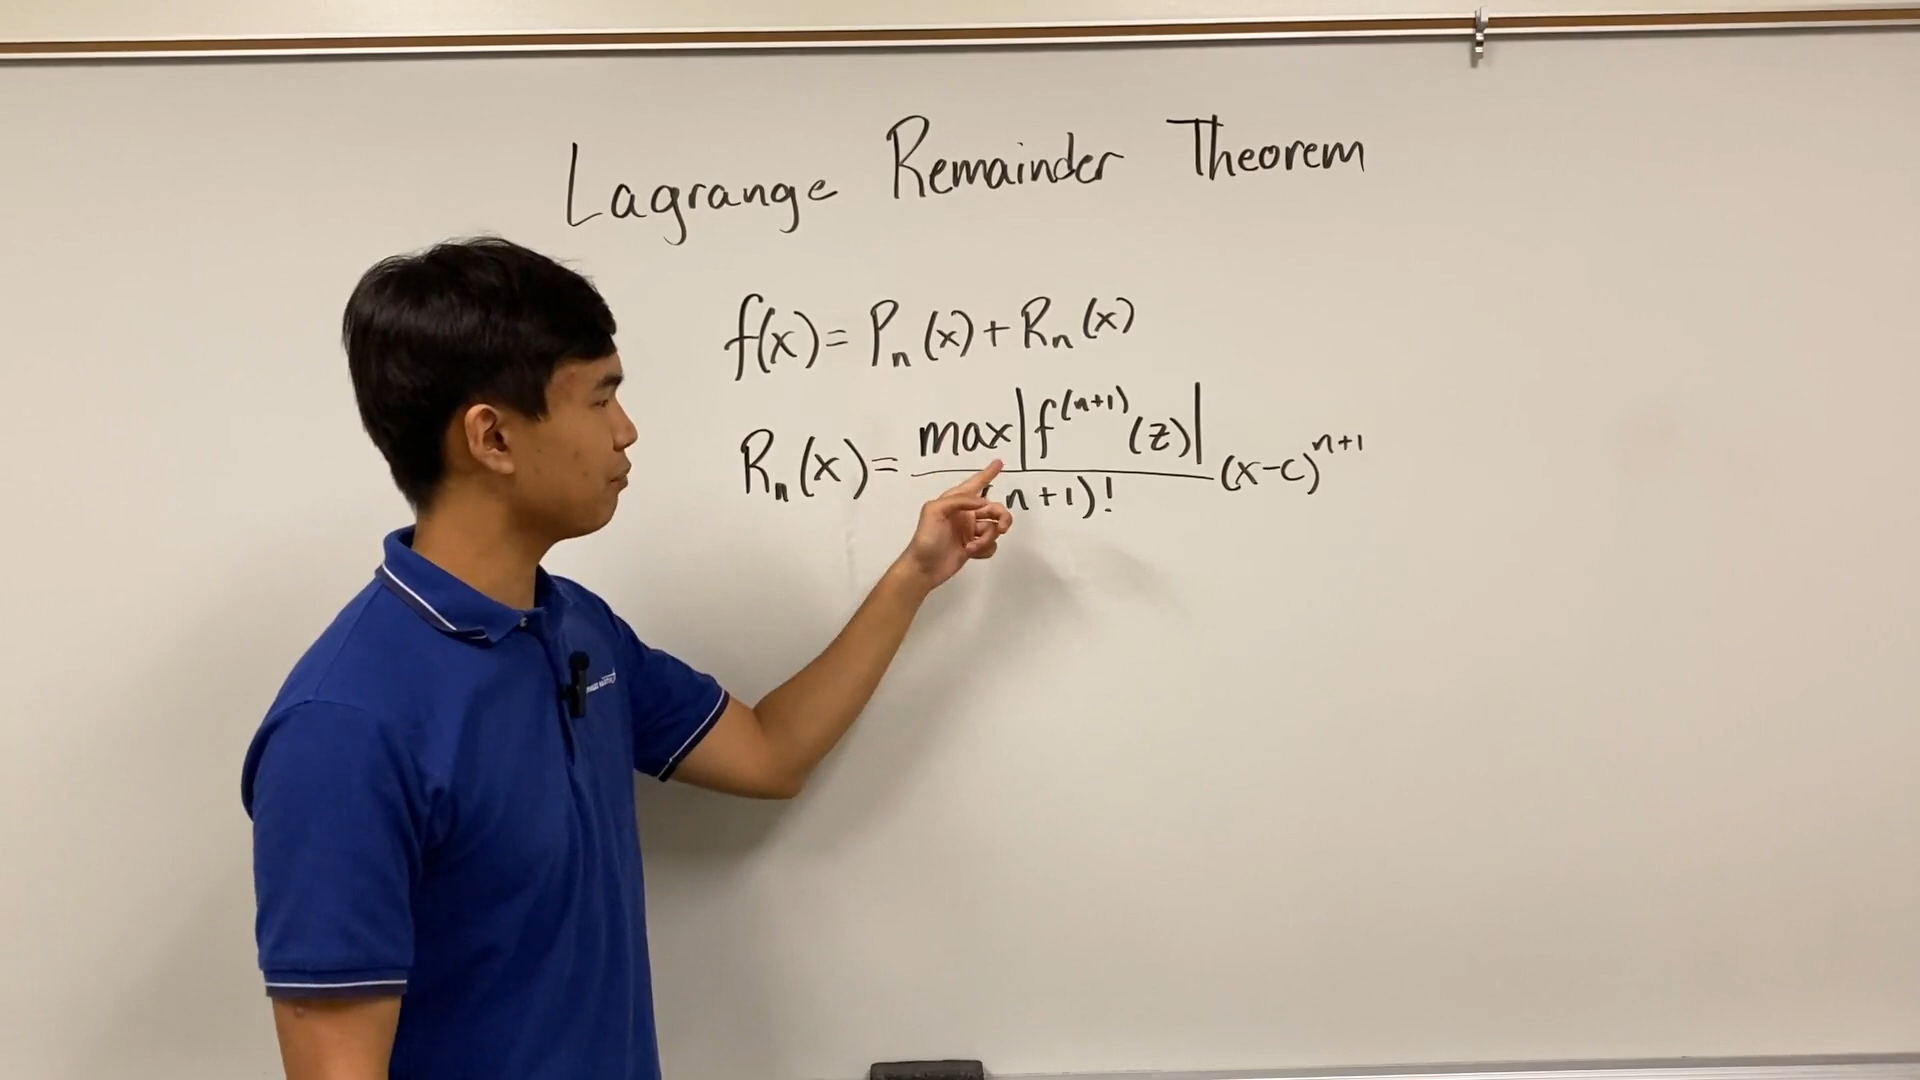 Lagrange Remainder Theorem
f(x) = Pₙ(x) + Rₙ(x)
Rₙ(x) = max|f⁽ⁿ⁺¹⁾(z)| / (n+1)! (x-c)ⁿ⁺¹